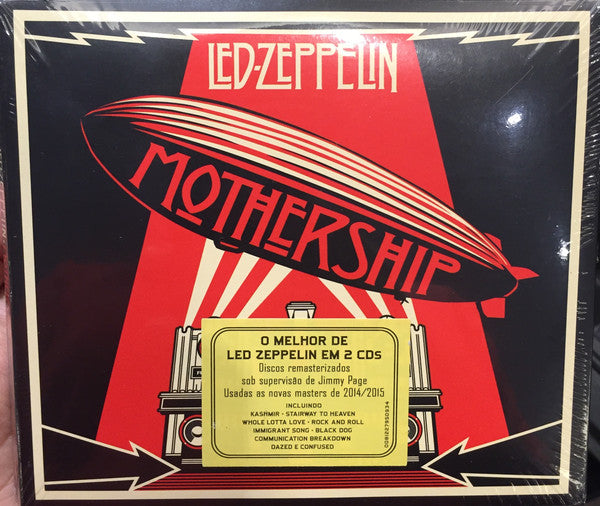 LED-ZEPPELIN
MOTHERSHIP
O MELHOR DE
LED ZEPPELIN EM 2 CDs
Discos remasterizados
sob supervisão de Jimmy Page
Usadas as novas masters de 2014/2015
INCLUINDO
KASHMIR - STAIRWAY TO HEAVEN
WHOLE LOTTA LOVE - ROCK AND ROLL
IMMIGRANT SONG - BLACK DOG
COMMUNICATION BREAKDOWN
DAZED E CONFUSED